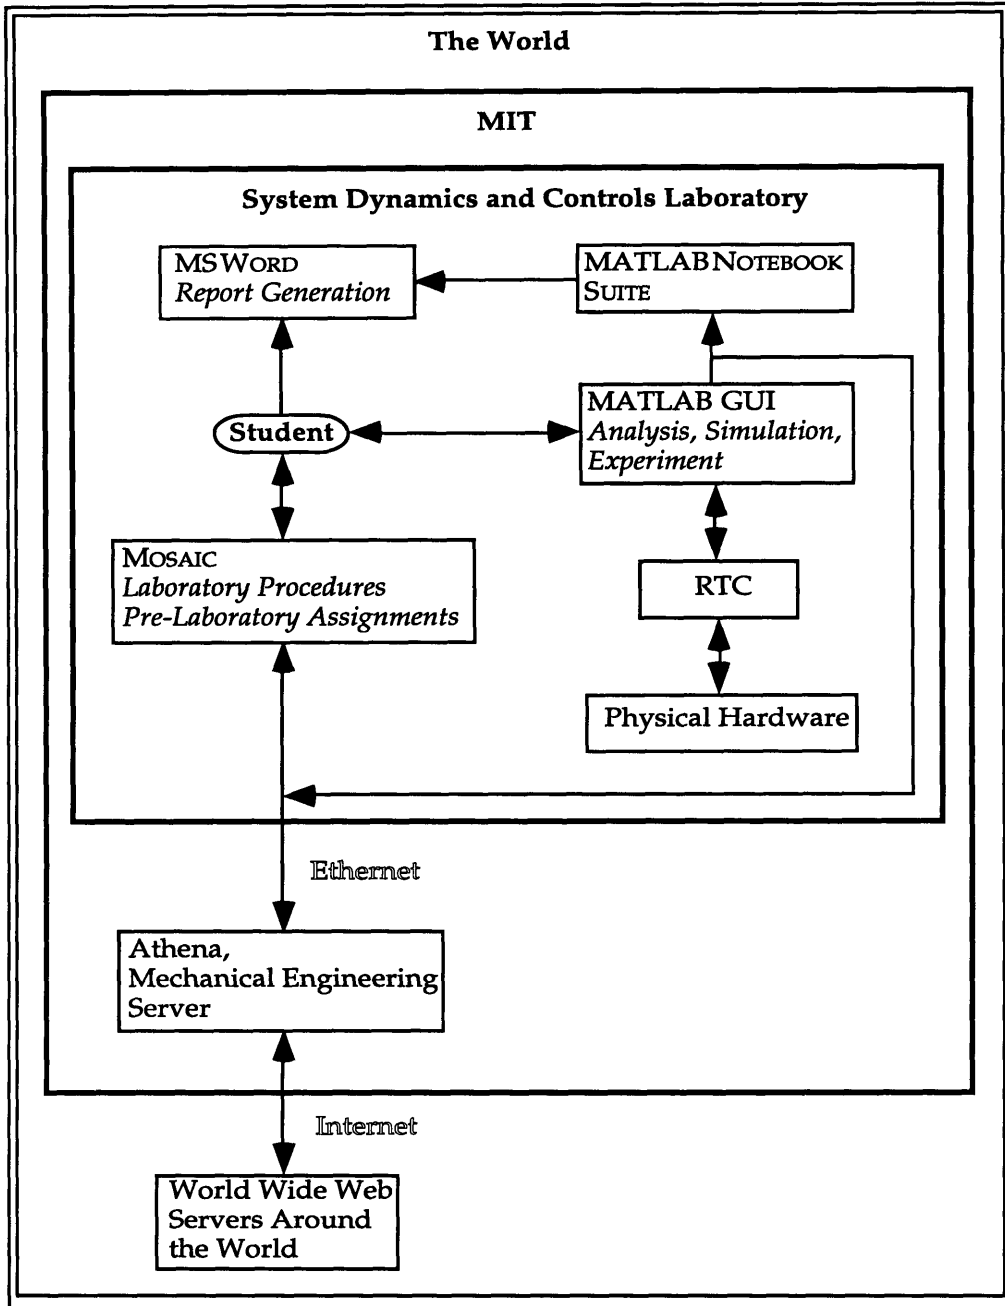 The World
MIT
System Dynamics and Controls Laboratory
MS WORD
Report Generation
MATLAB NOTEBOOK
SUITE
Student
MATLAB GUI
Analysis, Simulation,
Experiment
MOSAIC
Laboratory Procedures
Pre-Laboratory Assignments
RTC
Physical Hardware
Ethernet
Athena,
Mechanical Engineering
Server
Internet
World Wide Web
Servers Around
the World